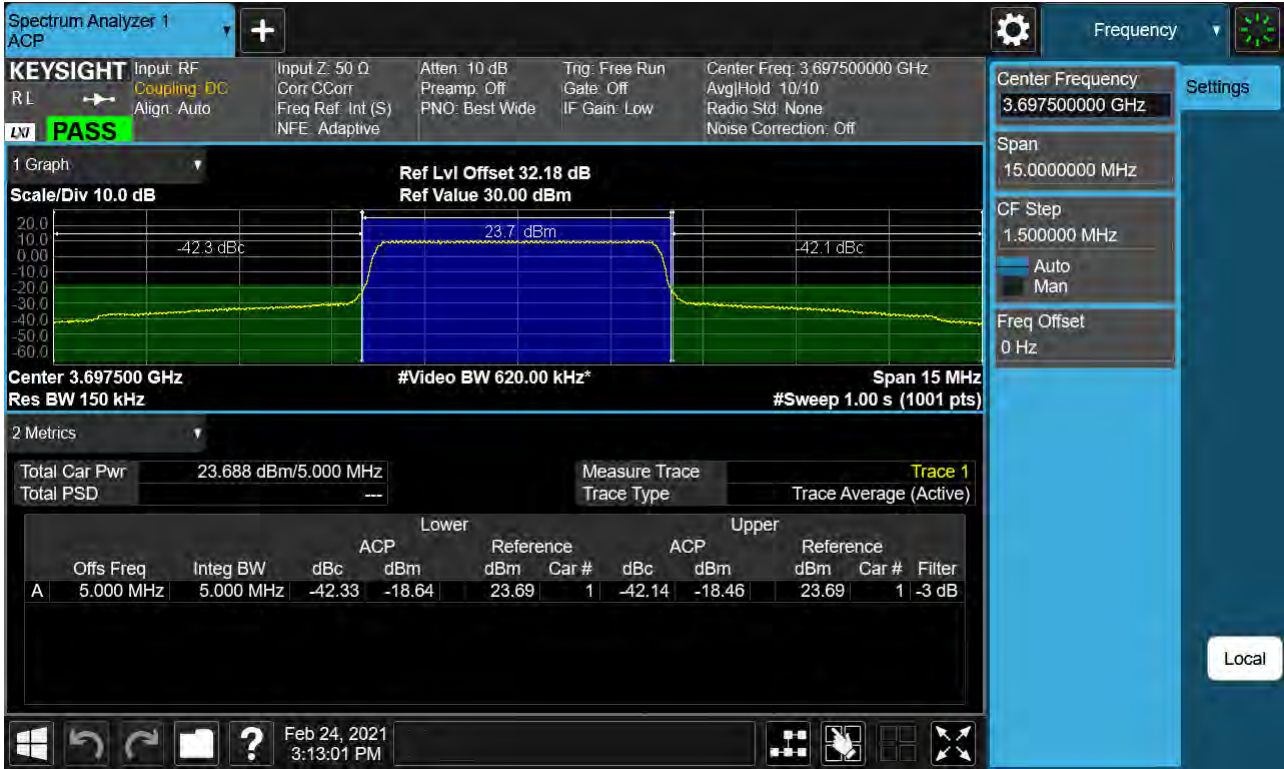 Spectrum Analyzer 1
ACP
+
Frequency
KEYSIGHT
R L
LXI
PASS
Input: RF
Coupling: DC
Align: Auto
Input Z: 50 Ω
Corr CCorr
Freq Ref: Int (S)
NFE: Adaptive
Atten: 10 dB
Preamp: Off
PNO: Best Wide
Trig: Free Run
Gate: Off
IF Gain: Low
Center Freq: 3.697500000 GHz
Avg|Hold: 10/10
Radio Std: None
Noise Correction: Off
1 Graph
Scale/Div 10.0 dB
Ref Lvl Offset 32.18 dB
Ref Value 30.00 dBm
20.0
10.0
0.00
-10.0
-20.0
-30.0
-40.0
-50.0
-60.0
-42.3 dBc
23.7 dBm
-42.1 dBc
Center 3.697500 GHz
#Video BW 620.00 kHz*
Span 15 MHz
Res BW 150 kHz
#Sweep 1.00 s (1001 pts)
2 Metrics
Total Car Pwr 23.688 dBm/5.000 MHz
Total PSD ---
Measure Trace Trace 1
Trace Type Trace Average (Active)
Lower Upper
ACP Reference ACP Reference
Offs Freq Integ BW dBc dBm dBm Car # dBc dBm dBm Car # Filter
A 5.000 MHz 5.000 MHz -42.33 -18.64 23.69 1 -42.14 -18.46 23.69 1 -3 dB
Center Frequency
3.697500000 GHz
Settings
Span
15.0000000 MHz
CF Step
1.500000 MHz
Auto
Man
Freq Offset
0 Hz
Local
?
Feb 24, 2021
3:13:01 PM